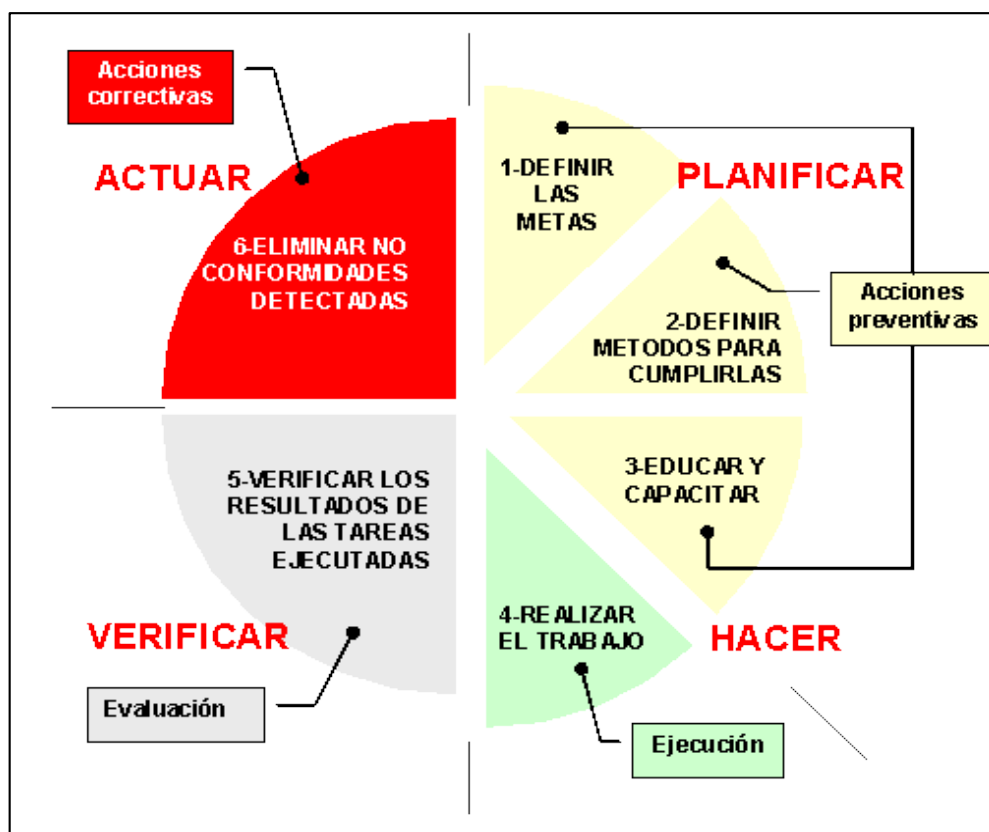 Acciones
correctivas
ACTUAR
6-ELIMINAR NO
CONFORMIDADES
DETECTADAS
1-DEFINIR
LAS
METAS
PLANIFICAR
2-DEFINIR
METODOS PARA
CUMPLIRLAS
Acciones
preventivas
3-EDUCAR Y
CAPACITAR
HACER
4-REALIZAR
EL TRABAJO
Ejecución
5-VERIFICAR LOS
RESULTADOS DE
LAS TAREAS
EJECUTADAS
VERIFICAR
Evaluación